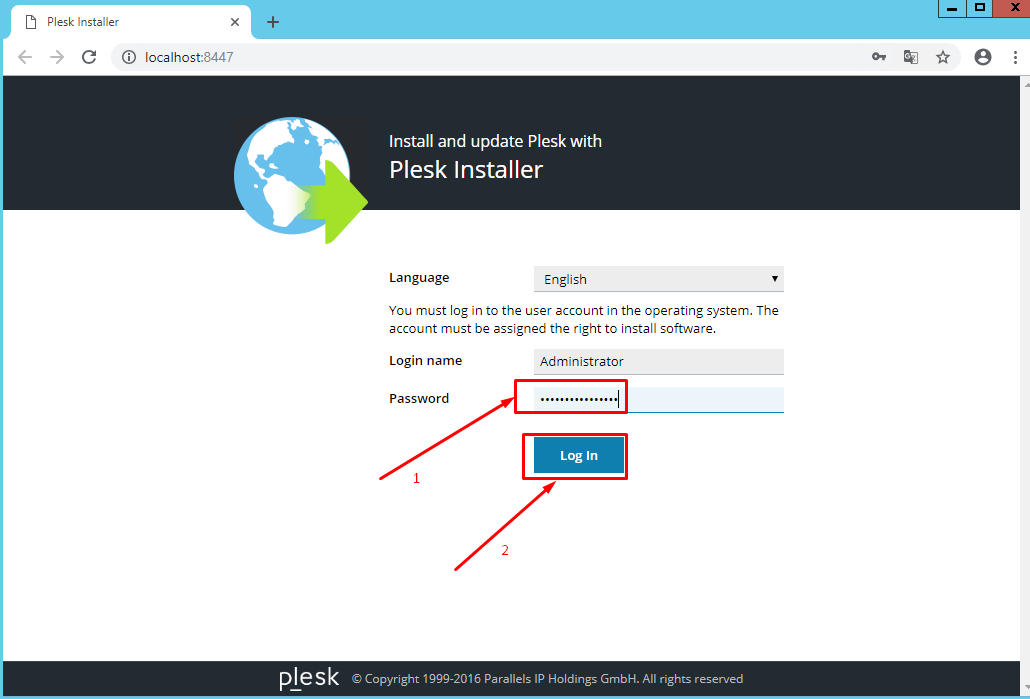 Plesk Installer
localhost:8447
Install and update Plesk with
Plesk Installer
Language
English
You must log in to the user account in the operating system. The
account must be assigned the right to install software.
Login name
Administrator
Password
••••••••••••••••
1
Log In
2
plesk © Copyright 1999-2016 Parallels IP Holdings GmbH. All rights reserved